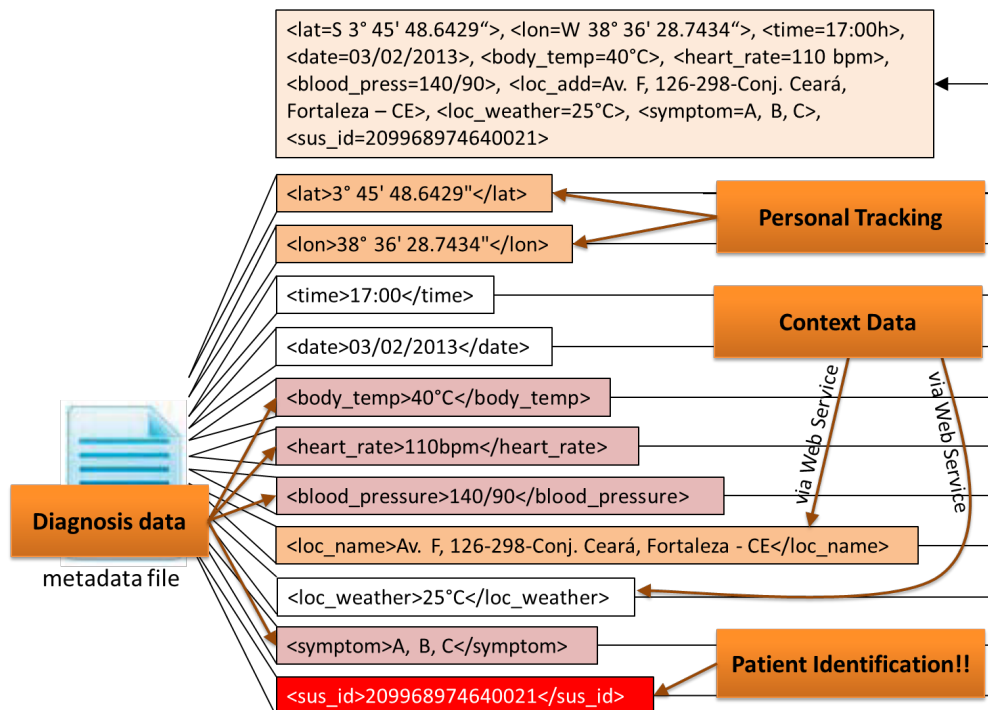 <lat=S 3° 45' 48.6429“>, <lon=W 38° 36' 28.7434“>, <time=17:00h>,
<date=03/02/2013>, <body_temp=40°C>, <heart_rate=110 bpm>,
<blood_press=140/90>, <loc_add=Av. F, 126-298-Conj. Ceará,
Fortaleza – CE>, <loc_weather=25°C>, <symptom=A, B, C>,
<sus_id=209968974640021>
<lat>3° 45' 48.6429"</lat>
Personal Tracking
<lon>38° 36' 28.7434"</lon>
<time>17:00</time>
Context Data
<date>03/02/2013</date>
<body_temp>40°C</body_temp>
<heart_rate>110bpm</heart_rate>
via Web Service
via Web Service
<blood_pressure>140/90</blood_pressure>
Diagnosis data
<loc_name>Av. F, 126-298-Conj. Ceará, Fortaleza - CE</loc_name>
metadata file
<loc_weather>25°C</loc_weather>
<symptom>A, B, C</symptom>
Patient Identification!!
<sus_id>209968974640021</sus_id>